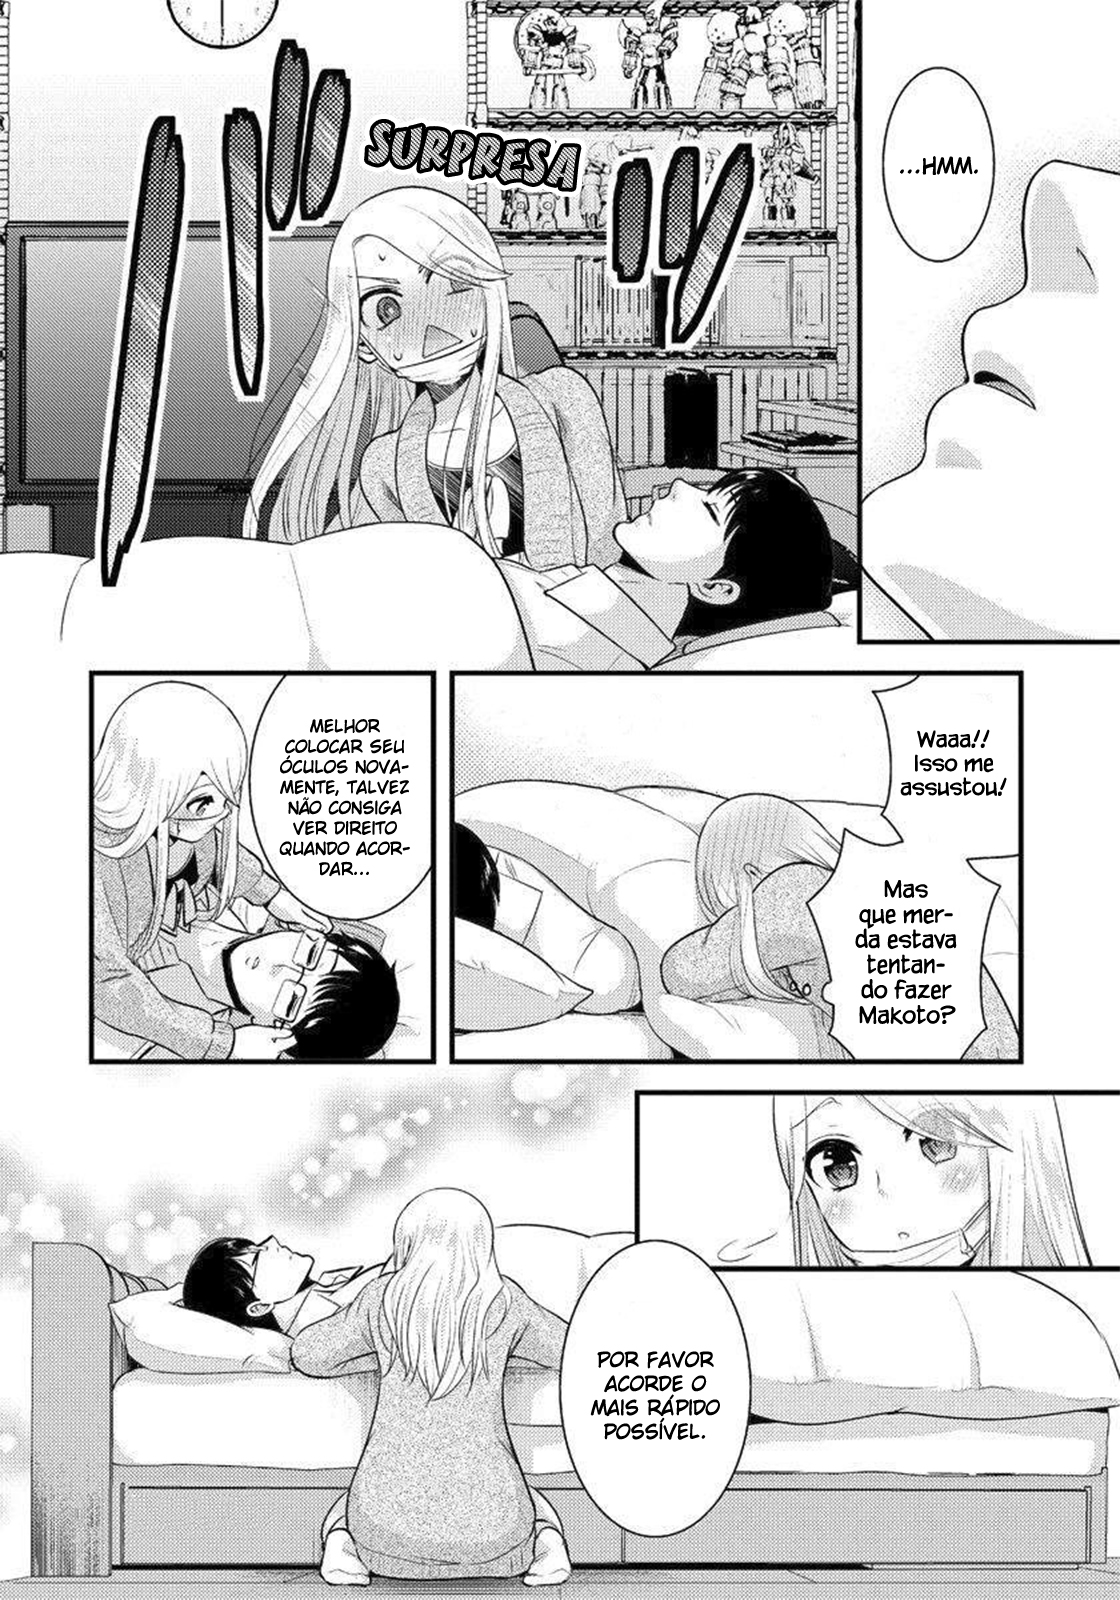 ...HMM.
SURPRESA
Waaa!!
Isso me
assustou!
Mas
que mer-
da estava
tentan-
do fazer
Makoto?
MELHOR
COLOCAR SEU
ÓCULOS NOVA-
MENTE, TALVEZ
NÃO CONSIGA
VER DIREITO
QUANDO ACOR-
DAR...
POR FAVOR
ACORDE O
MAIS RÁPIDO
POSSÍVEL.